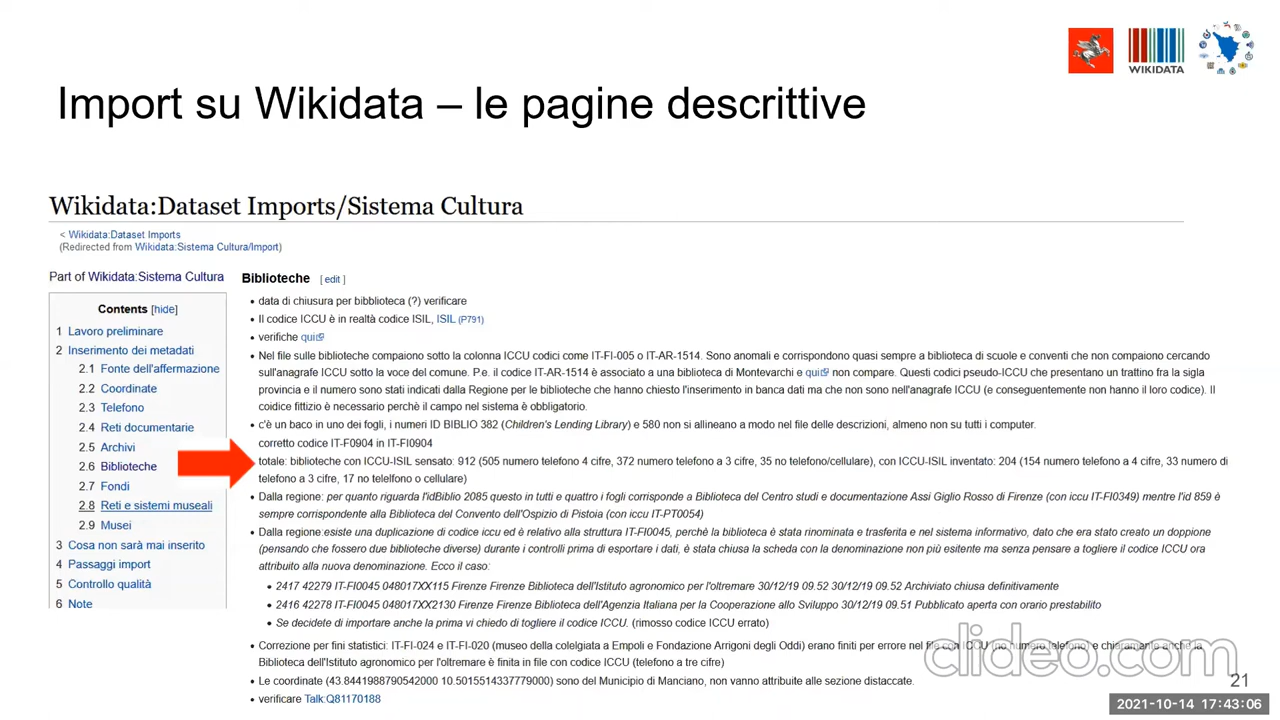 WIKIDATA
Import su Wikidata – le pagine descrittive
Wikidata:Dataset Imports/Sistema Cultura
< Wikidata:Dataset Imports
(Redirected from Wikidata:Sistema Cultura/Import)
Part of Wikidata:Sistema Cultura
Contents [hide]
1 Lavoro preliminare
2 Inserimento dei metadati
2.1 Fonte dell'affermazione
2.2 Coordinate
2.3 Telefono
2.4 Reti documentarie
2.5 Archivi
2.6 Biblioteche
2.7 Fondi
2.8 Reti e sistemi museali
2.9 Musei
3 Cosa non sarà mai inserito
4 Passaggi import
5 Controllo qualità
6 Note
Biblioteche [ edit ]
• data di chiusura per bibblioteca (?) verificare
• Il codice ICCU è in realtà codice ISIL, ISIL (P791)
• verifiche qui
• Nel file sulle biblioteche compaiono sotto la colonna ICCU codici come IT-FI-005 o IT-AR-1514. Sono anomali e corrispondono quasi sempre a biblioteca di scuole e conventi che non compaiono cercando
sull'anagrafe ICCU sotto la voce del comune. P.e. il codice IT-AR-1514 è associato a una biblioteca di Montevarchi e qui non compare. Questi codici pseudo-ICCU che presentano un trattino fra la sigla
provincia e il numero sono stati indicati dalla Regione per le biblioteche che hanno chiesto l'inserimento in banca dati ma che non sono nell'anagrafe ICCU (e conseguentemente non hanno il loro codice). Il
coidice fittizio è necessario perchè il campo nel sistema è obbligatorio.
• c'è un baco in uno dei fogli, i numeri ID BIBLIO 382 (Children's Lending Library) e 580 non si allineano a modo nel file delle descrizioni, almeno non su tutti i computer.
corretto codice IT-F0904 in IT-FI0904
totale: biblioteche con ICCU-ISIL sensato: 912 (505 numero telefono 4 cifre, 372 numero telefono a 3 cifre, 35 no telefono/cellulare), con ICCU-ISIL inventato: 204 (154 numero telefono a 4 cifre, 33 numero di
telefono a 3 cifre, 17 no telelfono o cellulare)
• Dalla regione: per quanto riguarda l'idBiblio 2085 questo in tutti e quattro i fogli corrisponde a Biblioteca del Centro studi e documentazione Assi Giglio Rosso di Firenze (con iccu IT-FI0349) mentre l'id 859 è
sempre corrispondente alla Biblioteca del Convento dell'Ospizio di Pistoia (con iccu IT-PT0054)
• Dalla regione:esiste una duplicazione di codice iccu ed è relativo alla struttura IT-FI0045, perchè la biblioteca è stata rinominata e trasferita e nel sistema informativo, dato che era stato creato un doppione
(pensando che fossero due biblioteche diverse) durante i controlli prima di esportare i dati, è stata chiusa la scheda con la denominazione non più esitente ma senza pensare a togliere il codice ICCU ora
attribuito alla nuova denominazione. Ecco il caso:
• 2417 42279 IT-FI0045 048017XX115 Firenze Firenze Biblioteca dell'Istituto agronomico per l'oltremare 30/12/19 09.52 30/12/19 09.52 Archiviato chiusa definitivamente
• 2416 42278 IT-FI0045 048017XX2130 Firenze Firenze Biblioteca dell'Agenzia Italiana per la Cooperazione allo Sviluppo 30/12/19 09.51 Pubblicato aperta con orario prestabilito
• Se decidete di importare anche la prima vi chiedo di togliere il codice ICCU. (rimosso codice ICCU errato)
• Correzione per fini statistici: IT-FI-024 e IT-FI-020 (museo della colelgiata a Empoli e Fondazione Arrigoni degli Oddi) erano finiti per errore nel file con ICCU (no numero telefono) e chiaramente anche la
Biblioteca dell'Istituto agronomico per l'oltremare è finita in file con codice ICCU (telefono a tre cifre)
• Le coordinate (43.8441988790542000 10.5015514337779000) sono del Municipio di Manciano, non vanno attribuite alle sezione distaccate.
• verificare Talk:Q81170188
clideo.com
21
2021-10-14 17:43:06